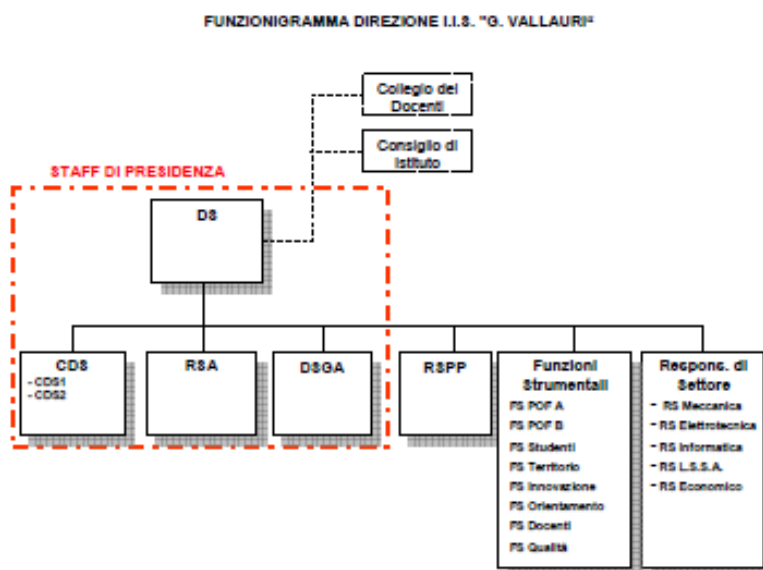 FUNZIONIGRAMMA DIREZIONE I.I.S. "G. VALLAURI"
Collegio dei
Docenti
Consiglio di
Istituto
STAFF DI PRESIDENZA
DS
CDS
- CDS1
- CDS2
RSA
DSGA
RSPP
Funzioni
Strumentali
FS POF A
FS POF B
FS Studenti
FS Territorio
FS Innovazione
FS Orientamento
FS Docenti
FS Qualità
Respons. di
Settore
- RS Meccanica
- RS Elettrotecnica
- RS Informatica
- RS L.S.S.A.
- RS Economico